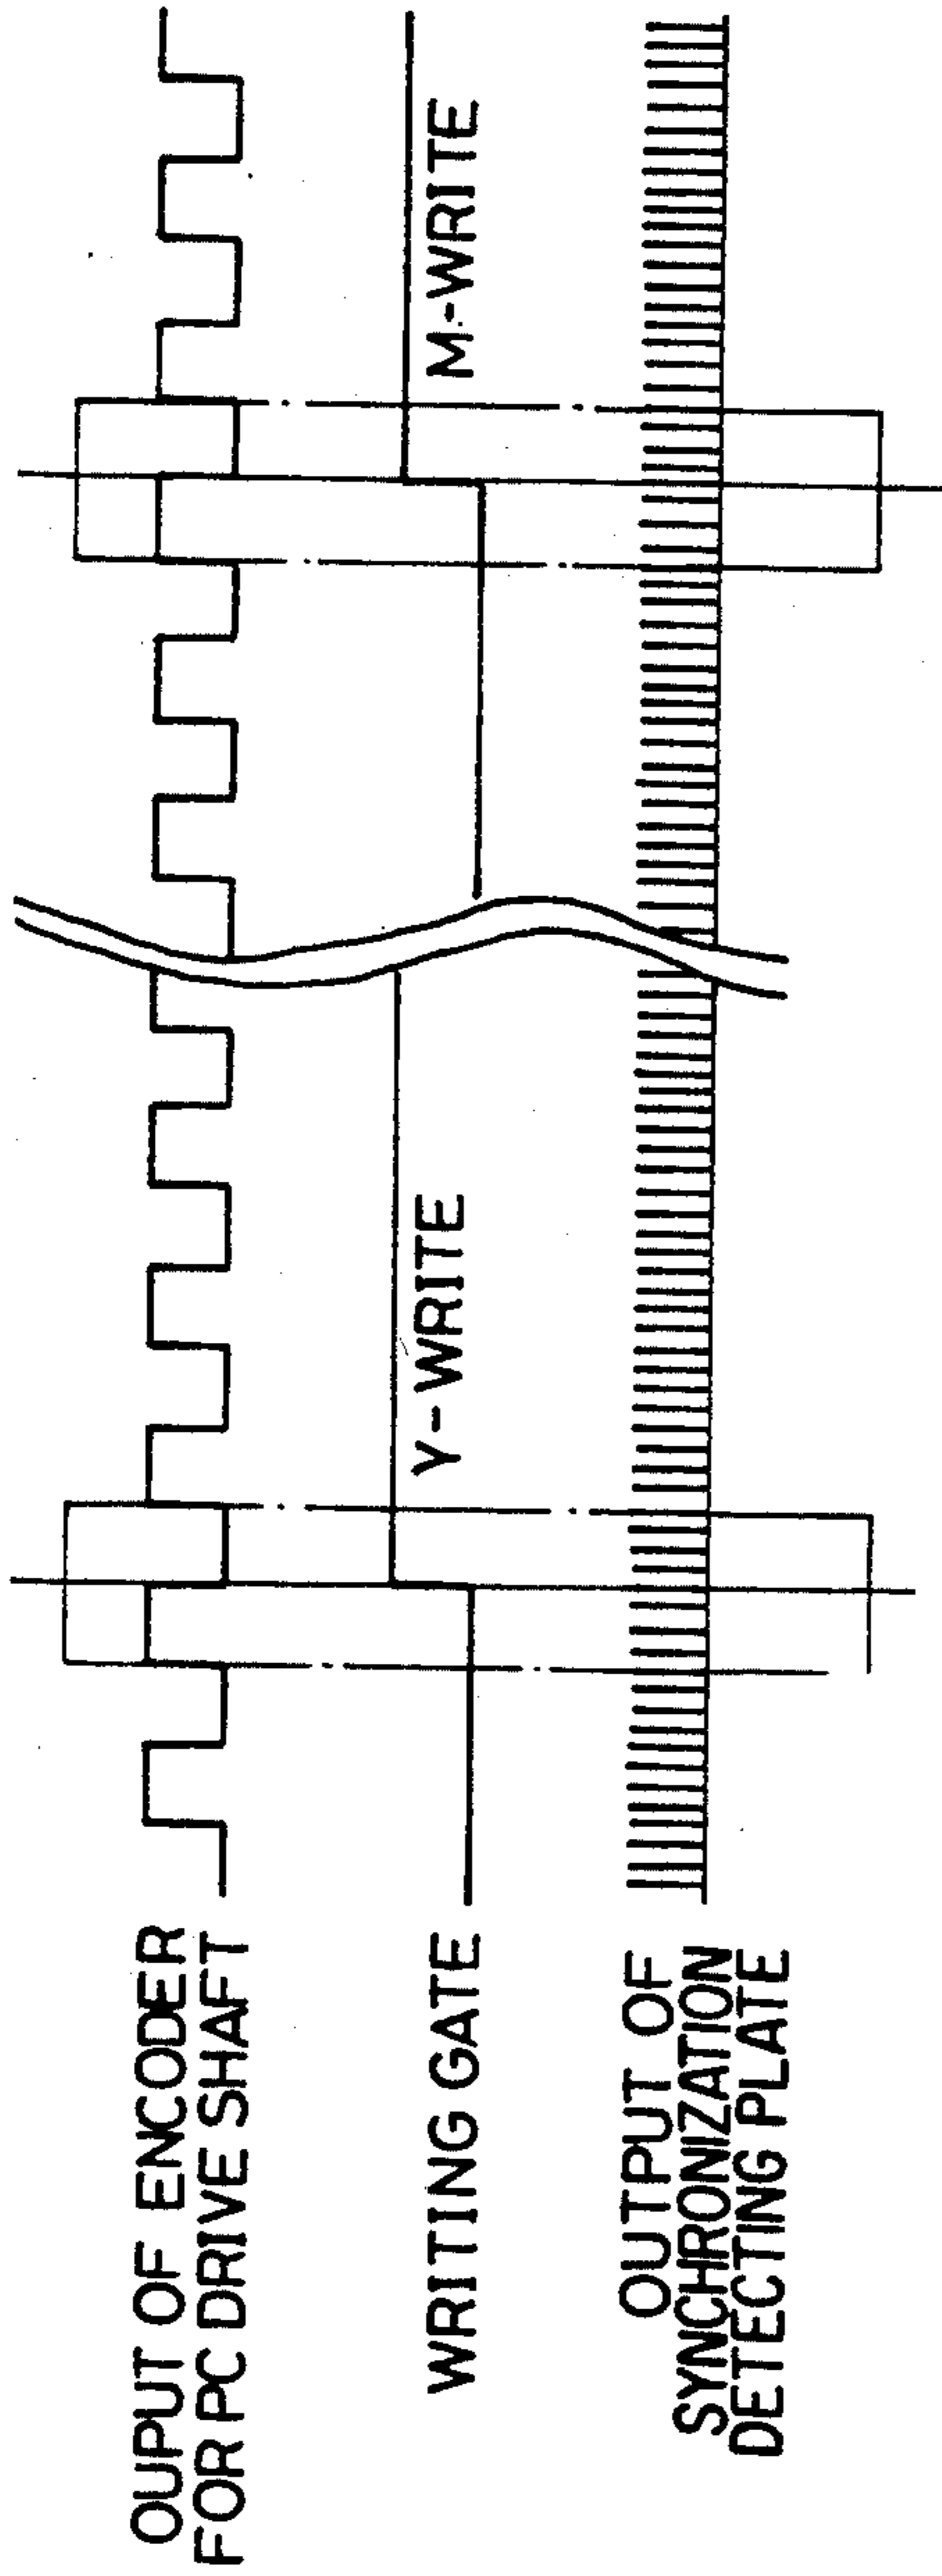 OUPUT OF ENCODER
FOR PC DRIVE SHAFT
WRITING GATE
Y-WRITE
M-WRITE
OUTPUT OF
SYNCHRONIZATION
DETECTING PLATE